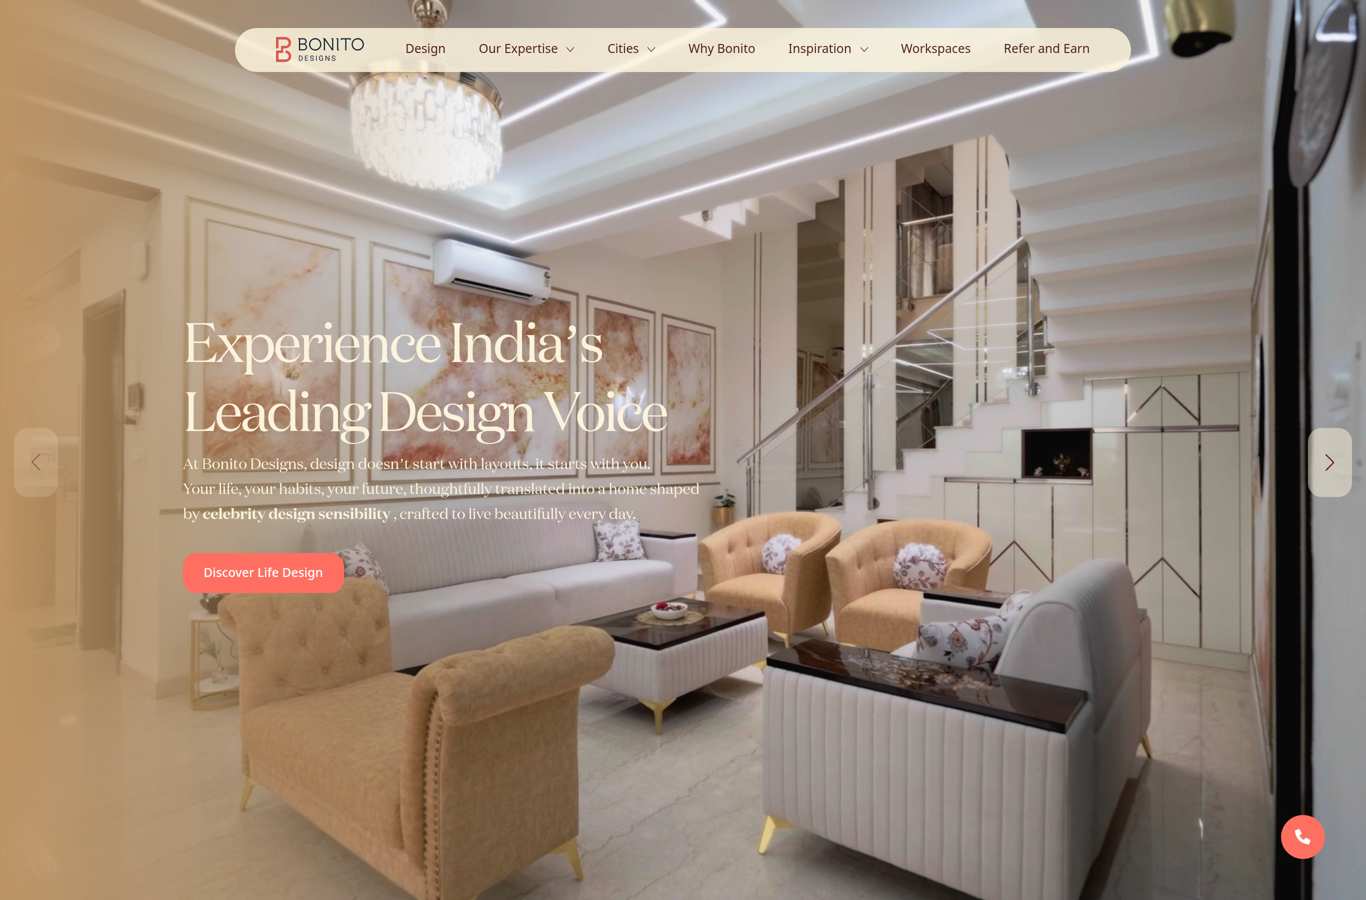 BONITO
DESIGNS
Design
Our Expertise
Cities
Why Bonito
Inspiration
Workspaces
Refer and Earn
Experience India’s
Leading Design Voice
At Bonito Designs, design doesn’t start with layouts, it starts with you.
Your life, your habits, your future, thoughtfully translated into a home shaped
by celebrity design sensibility , crafted to live beautifully every day.
Discover Life Design